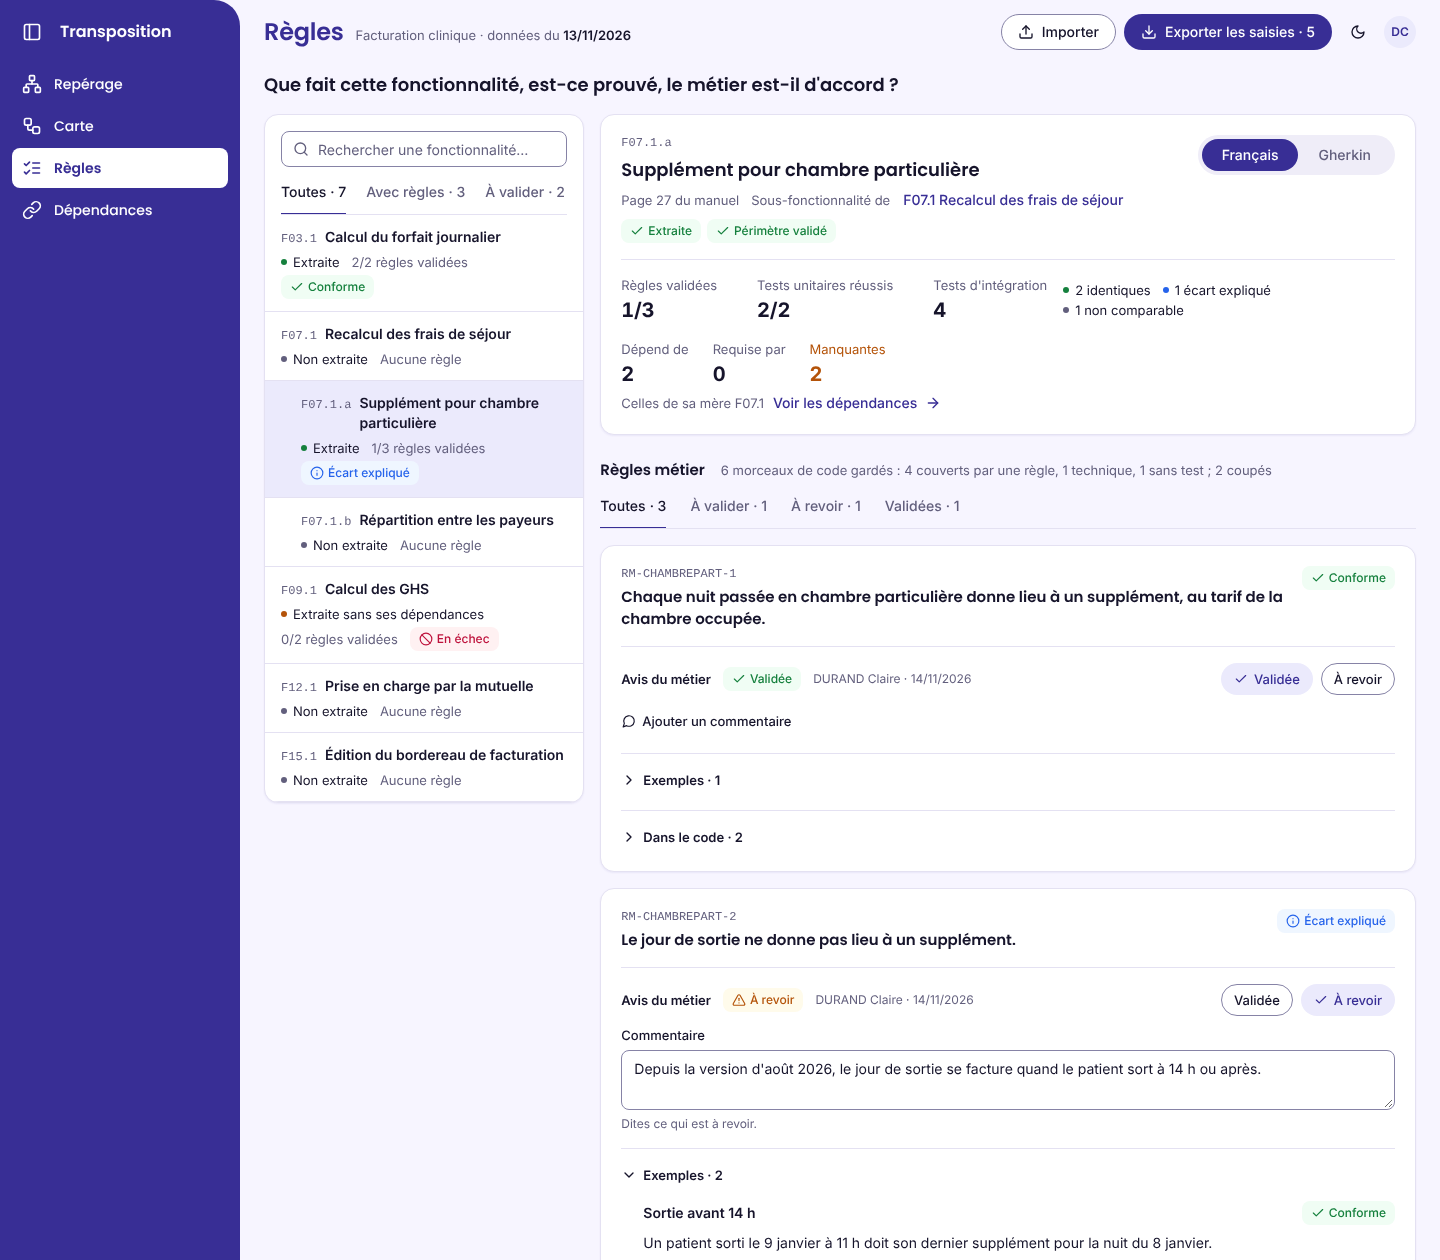 Transposition
Repérage
Carte
Règles
Dépendances
Règles
Facturation clinique · données du 13/11/2026
Importer
Exporter les saisies · 5
DC
Que fait cette fonctionnalité, est-ce prouvé, le métier est-il d'accord ?
Rechercher une fonctionnalité...
Toutes · 7
Avec règles · 3
À valider · 2
F03.1 Calcul du forfait journalier
Extraite 2/2 règles validées
Conforme
F07.1 Recalcul des frais de séjour
Non extraite Aucune règle
F07.1.a Supplément pour chambre
particulière
Extraite 1/3 règles validées
Écart expliqué
F07.1.b Répartition entre les payeurs
Non extraite Aucune règle
F09.1 Calcul des GHS
Extraite sans ses dépendances
0/2 règles validées En échec
F12.1 Prise en charge par la mutuelle
Non extraite Aucune règle
F15.1 Édition du bordereau de facturation
Non extraite Aucune règle
F07.1.a
Supplément pour chambre particulière
Français
Gherkin
Page 27 du manuel Sous-fonctionnalité de F07.1 Recalcul des frais de séjour
Extraite
Périmètre validé
Règles validées
1/3
Tests unitaires réussis
2/2
Tests d'intégration
4
2 identiques
1 écart expliqué
1 non comparable
Dépend de
2
Requise par
0
Manquantes
2
Celles de sa mère F07.1 Voir les dépendances
Règles métier
6 morceaux de code gardés : 4 couverts par une règle, 1 technique, 1 sans test ; 2 coupés
Toutes · 3
À valider · 1
À revoir · 1
Validées · 1
RM-CHAMBREPART-1
Conforme
Chaque nuit passée en chambre particulière donne lieu à un supplément, au tarif de la
chambre occupée.
Avis du métier
Validée
DURAND Claire · 14/11/2026
Validée
À revoir
Ajouter un commentaire
Exemples · 1
Dans le code · 2
RM-CHAMBREPART-2
Écart expliqué
Le jour de sortie ne donne pas lieu à un supplément.
Avis du métier
À revoir
DURAND Claire · 14/11/2026
Validée
À revoir
Commentaire
Depuis la version d'août 2026, le jour de sortie se facture quand le patient sort à 14 h ou après.
Dites ce qui est à revoir.
Exemples · 2
Sortie avant 14 h
Conforme
Un patient sorti le 9 janvier à 11 h doit son dernier supplément pour la nuit du 8 janvier.